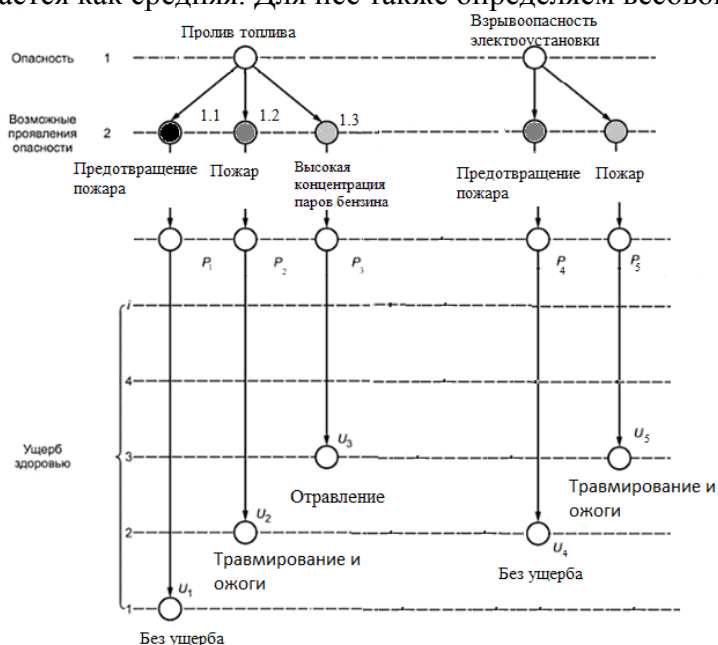 ается как средняя. Для нее также определяем весовой
Пролив топлива
Взрывоопасность
электроустановки
Опасность 1
Возможные
проявления
опасности
2
1.1 1.2 1.3
Предотвращение
пожара
Пожар
Высокая
концентрация
паров бензина
Предотвращение
пожара
Пожар
P1 P2 P3 P4 P5
i
4
Ущерб
здоровью
3
U3
U5
Отравление
Травмирование и
ожоги
2
U2
U4
Травмирование и
ожоги
Без ущерба
U1
1
Без ущерба